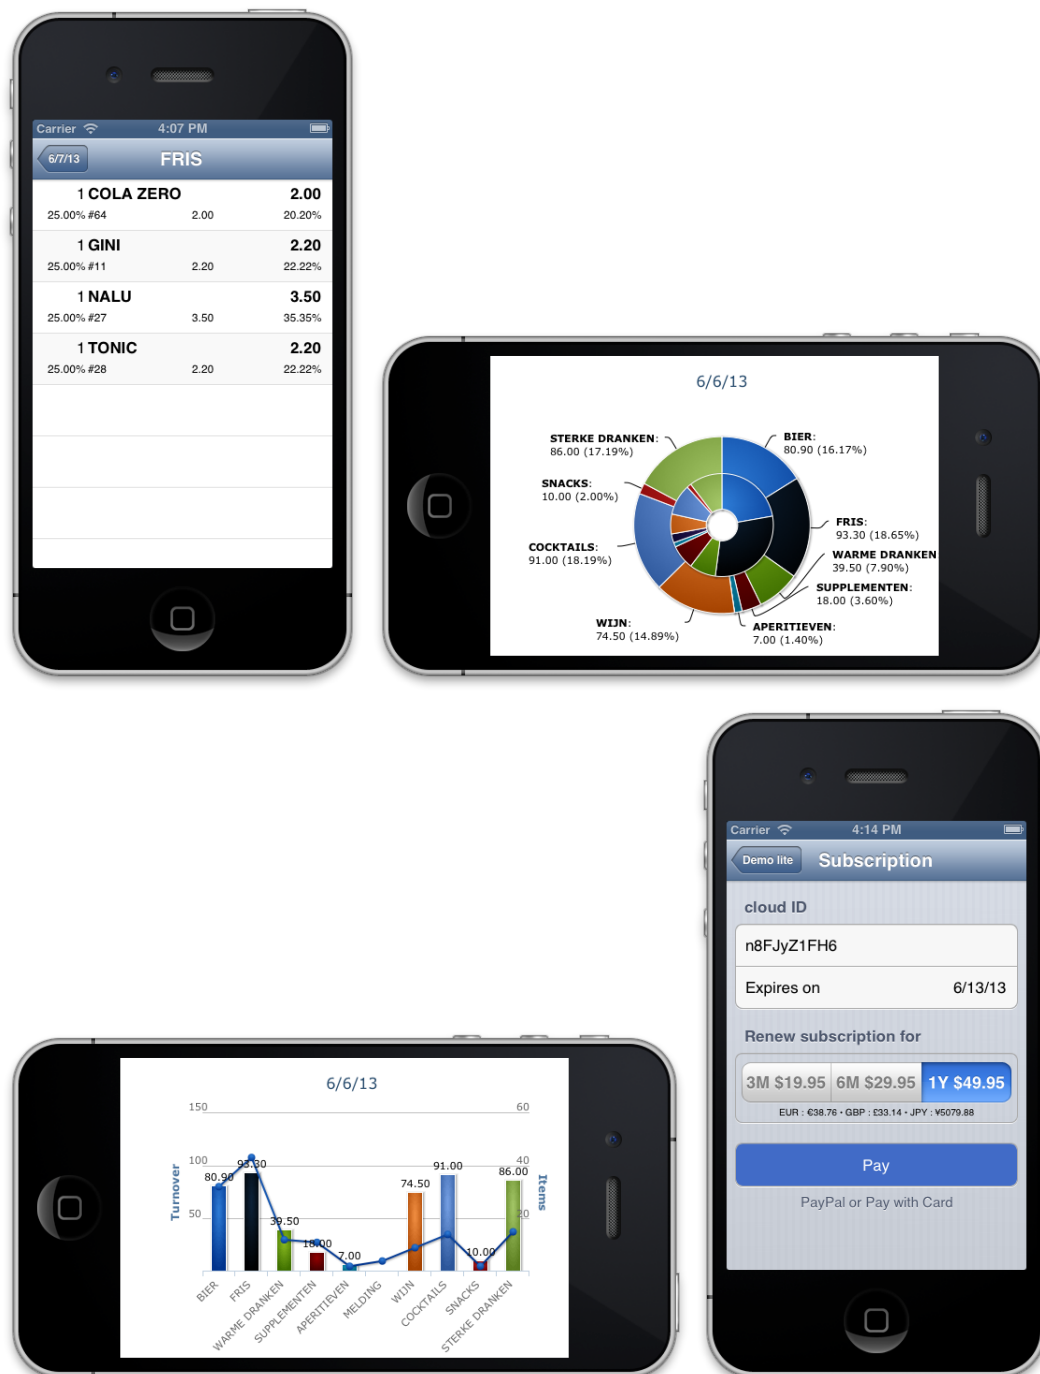 Carrier 4:07 PM
6/7/13 FRIS
1 COLA ZERO 2.00
25.00% #64 2.00 20.20%
1 GINI 2.20
25.00% #11 2.20 22.22%
1 NALU 3.50
25.00% #27 3.50 35.35%
1 TONIC 2.20
25.00% #28 2.20 22.22%
6/6/13
STERKE DRANKEN:
86.00 (17.19%)
BIER:
80.90 (16.17%)
SNACKS:
10.00 (2.00%)
FRIS:
93.30 (18.65%)
COCKTAILS:
91.00 (18.19%)
WARME DRANKEN
39.50 (7.90%)
SUPPLEMENTEN:
18.00 (3.60%)
WIJN:
74.50 (14.89%)
APERITIEVEN:
7.00 (1.40%)
Carrier 4:14 PM
Demo lite Subscription
cloud ID
n8FJyZ1FH6
Expires on 6/13/13
Renew subscription for
3M $19.95 6M $29.95 1Y $49.95
EUR : €38.76 • GBP : £33.14 • JPY : ¥5079.88
Pay
PayPal or Pay with Card
6/6/13
150 60
100 40
50 20
Turnover
Items
80.90 93.30 39.50 18.00 7.00 74.50 91.00 10.00 86.00
BIER
FRIS
WARME DRANKEN
SUPPLEMENTEN
APERITIEVEN
MELDING
WIJN
COCKTAILS
SNACKS
STERKE DRANKEN